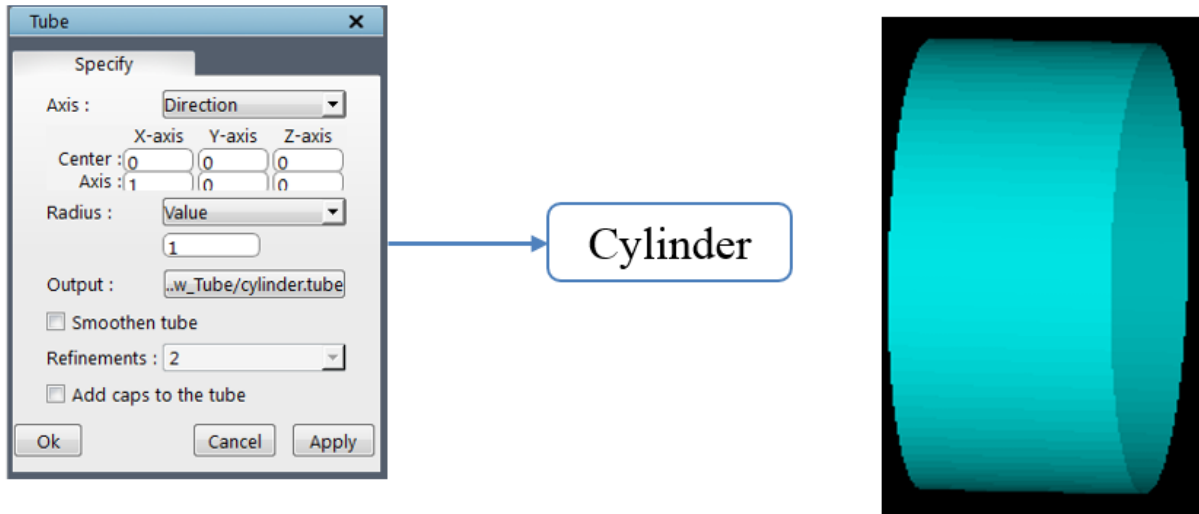 Tube
Specify
Axis : Direction
X-axis Y-axis Z-axis
Center : 0 0 0
Axis : 1 0 0
Radius : Value
1
Output : ..w_Tube/cylinder.tube
Smoothen tube
Refinements : 2
Add caps to the tube
Ok Cancel Apply
Cylinder